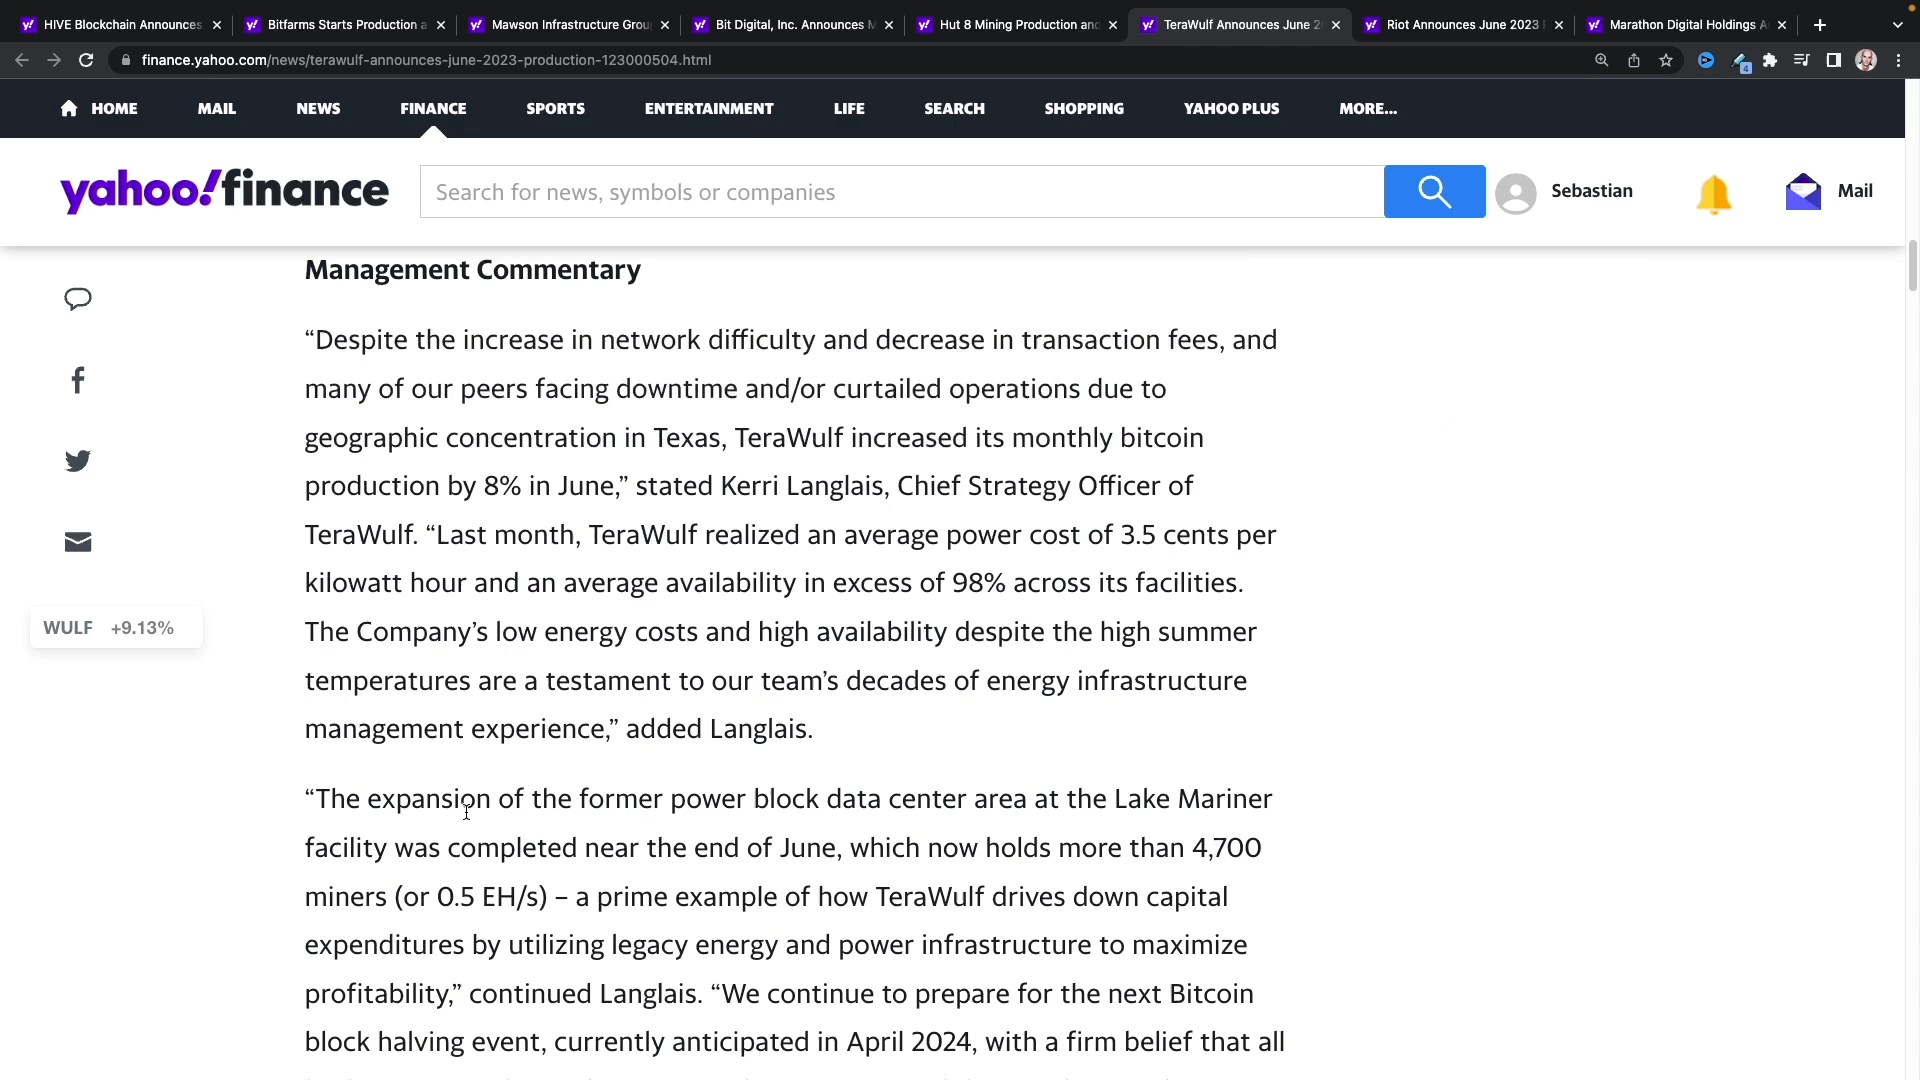 HIVE Blockchain Announces
Bitfarms Starts Production a
Mawson Infrastructure Grou
Bit Digital, Inc. Announces M
Hut 8 Mining Production and
TeraWulf Announces June 2
Riot Announces June 2023
Marathon Digital Holdings A
finance.yahoo.com/news/terawulf-announces-june-2023-production-123000504.html
4
HOME MAIL NEWS FINANCE SPORTS ENTERTAINMENT LIFE SEARCH SHOPPING YAHOO PLUS MORE...
yahoo!finance
Search for news, symbols or companies
Sebastian
Mail
Management Commentary
“Despite the increase in network difficulty and decrease in transaction fees, and
many of our peers facing downtime and/or curtailed operations due to
geographic concentration in Texas, TeraWulf increased its monthly bitcoin
production by 8% in June,” stated Kerri Langlais, Chief Strategy Officer of
TeraWulf. “Last month, TeraWulf realized an average power cost of 3.5 cents per
kilowatt hour and an average availability in excess of 98% across its facilities.
The Company’s low energy costs and high availability despite the high summer
temperatures are a testament to our team’s decades of energy infrastructure
management experience,” added Langlais.
WULF +9.13%
“The expansion of the former power block data center area at the Lake Mariner
facility was completed near the end of June, which now holds more than 4,700
miners (or 0.5 EH/s) – a prime example of how TeraWulf drives down capital
expenditures by utilizing legacy energy and power infrastructure to maximize
profitability,” continued Langlais. “We continue to prepare for the next Bitcoin
block halving event, currently anticipated in April 2024, with a firm belief that all